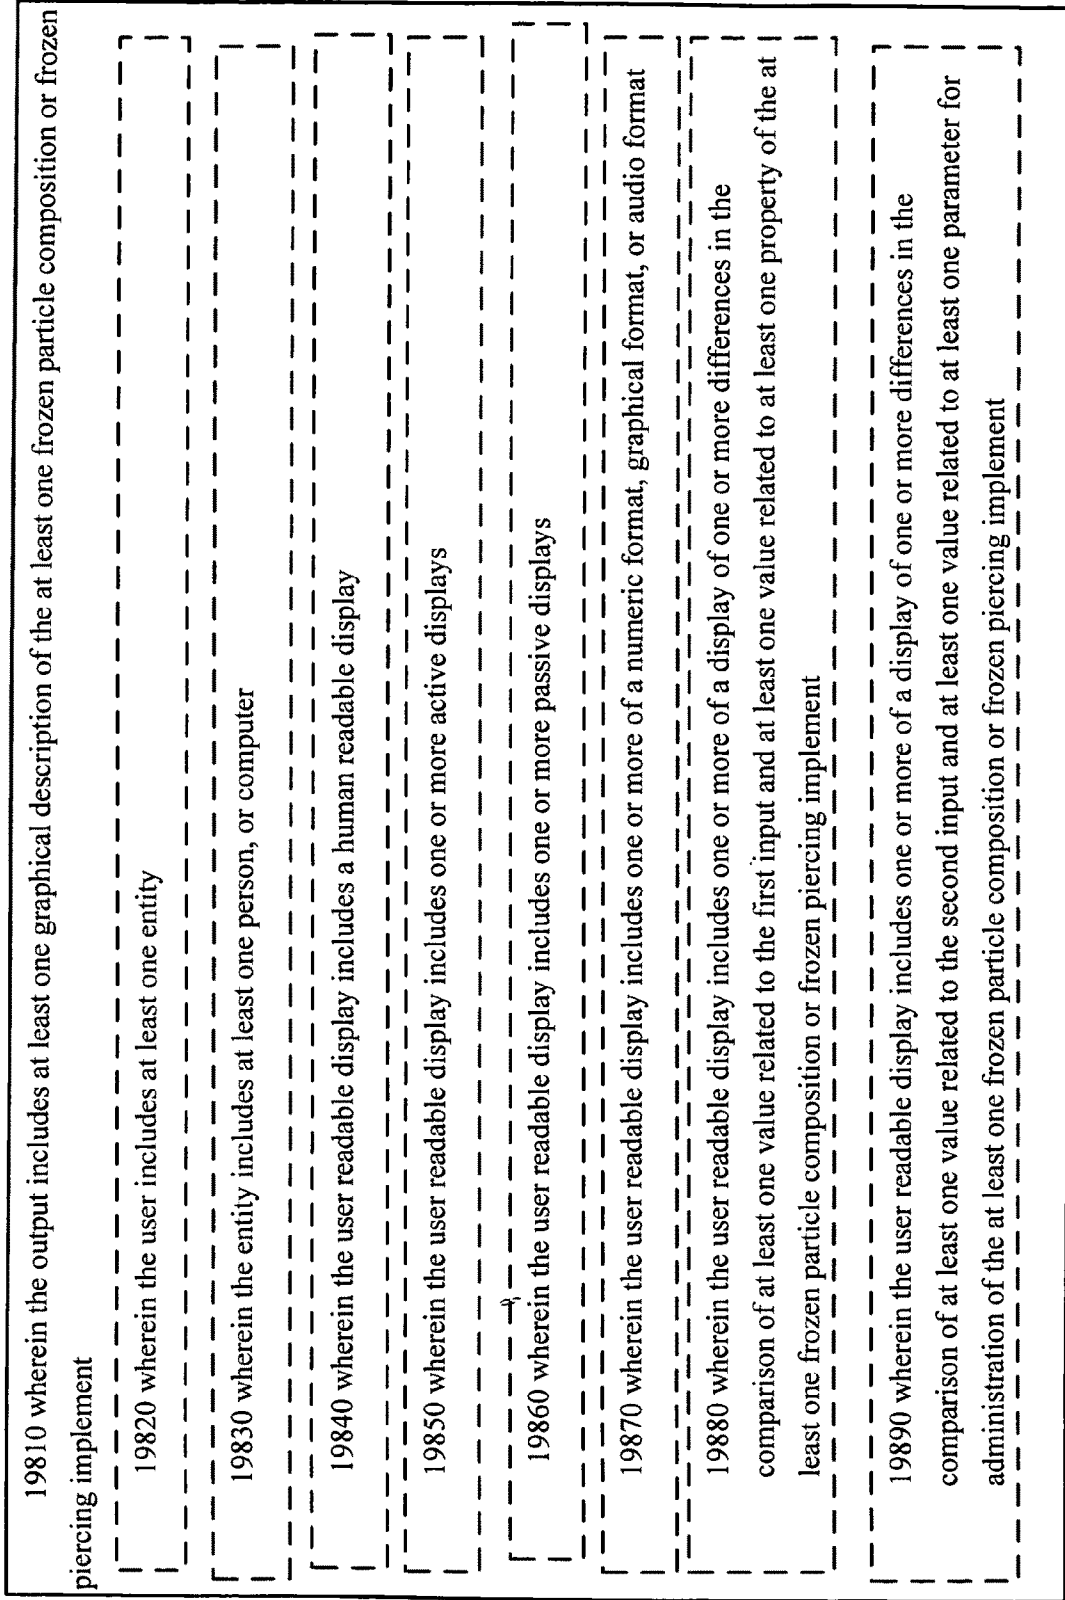 19810 wherein the output includes at least one graphical description of the at least one frozen particle composition or frozen
piercing implement
19820 wherein the user includes at least one entity
19830 wherein the entity includes at least one person, or computer
19840 wherein the user readable display includes a human readable display
19850 wherein the user readable display includes one or more active displays
19860 wherein the user readable display includes one or more passive displays
19870 wherein the user readable display includes one or more of a numeric format, graphical format, or audio format
19880 wherein the user readable display includes one or more of a display of one or more differences in the
comparison of at least one value related to the first input and at least one value related to at least one property of the at
least one frozen particle composition or frozen piercing implement
19890 wherein the user readable display includes one or more of a display of one or more differences in the
comparison of at least one value related to the second input and at least one value related to at least one parameter for
administration of the at least one frozen particle composition or frozen piercing implement